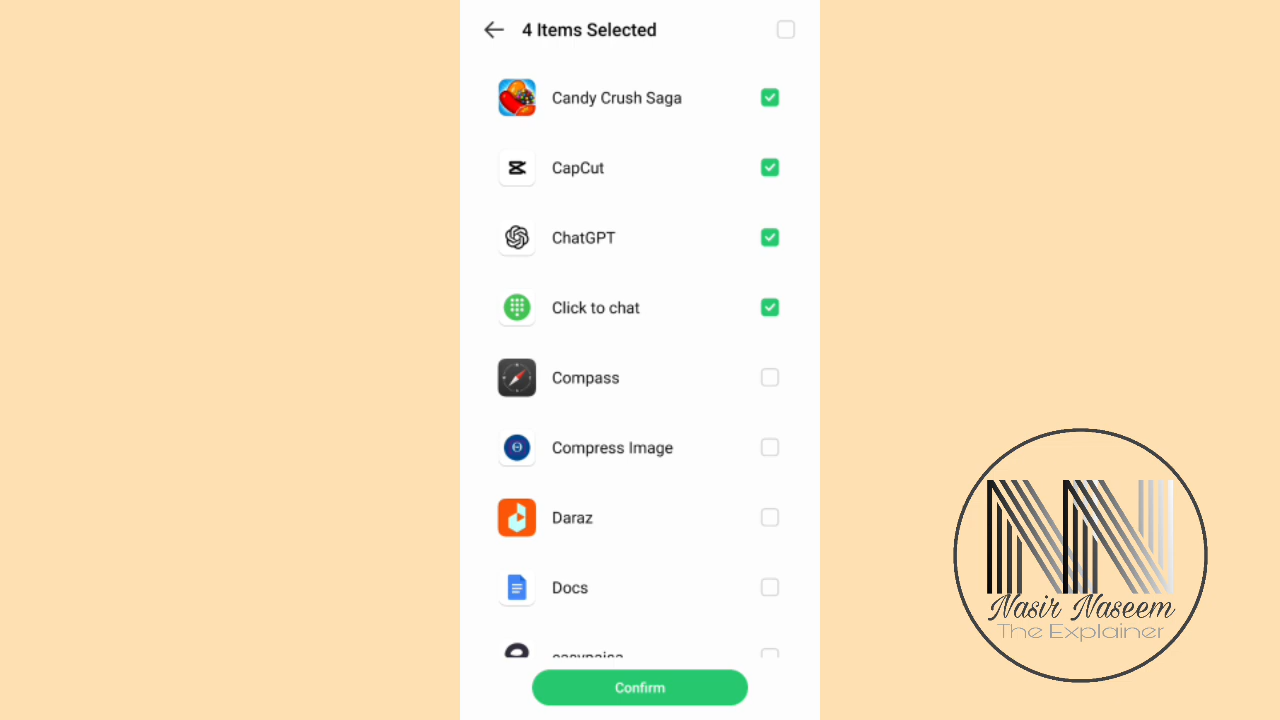 4 Items Selected
Candy Crush Saga
CapCut
ChatGPT
Click to chat
Compass
Compress Image
Daraz
Docs
easypaisa
Confirm
NN
Nasir Naseem
The Explainer